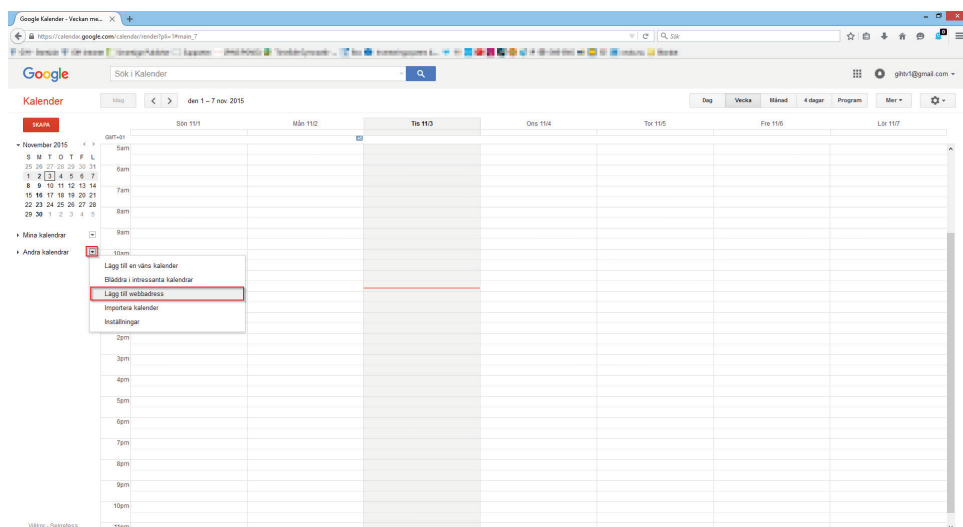 Google Kalender - Veckan me...
https://calendar.google.com/calendar/render?pli=1#main_7
Sök
Google
Sök i Kalender
gihtv1@gmail.com
Kalender
Idag
den 1 – 7 nov. 2015
Dag Vecka Månad 4 dagar Program Mer
SKAPA
Sön 11/1 Mån 11/2 Tis 11/3 Ons 11/4 Tor 11/5 Fre 11/6 Lör 11/7
GMT+01
November 2015
S M T O T F L
25 26 27 28 29 30 31
1 2 3 4 5 6 7
8 9 10 11 12 13 14
15 16 17 18 19 20 21
22 23 24 25 26 27 28
29 30 1 2 3 4 5
Mina kalendrar
Andra kalendrar
Lägg till en väns kalender
Bläddra i intressanta kalendrar
Lägg till webbadress
Importera kalender
Inställningar
5am
6am
7am
8am
9am
10am
2pm
3pm
4pm
5pm
6pm
7pm
8pm
9pm
10pm
11pm
Villkor - Sekretess